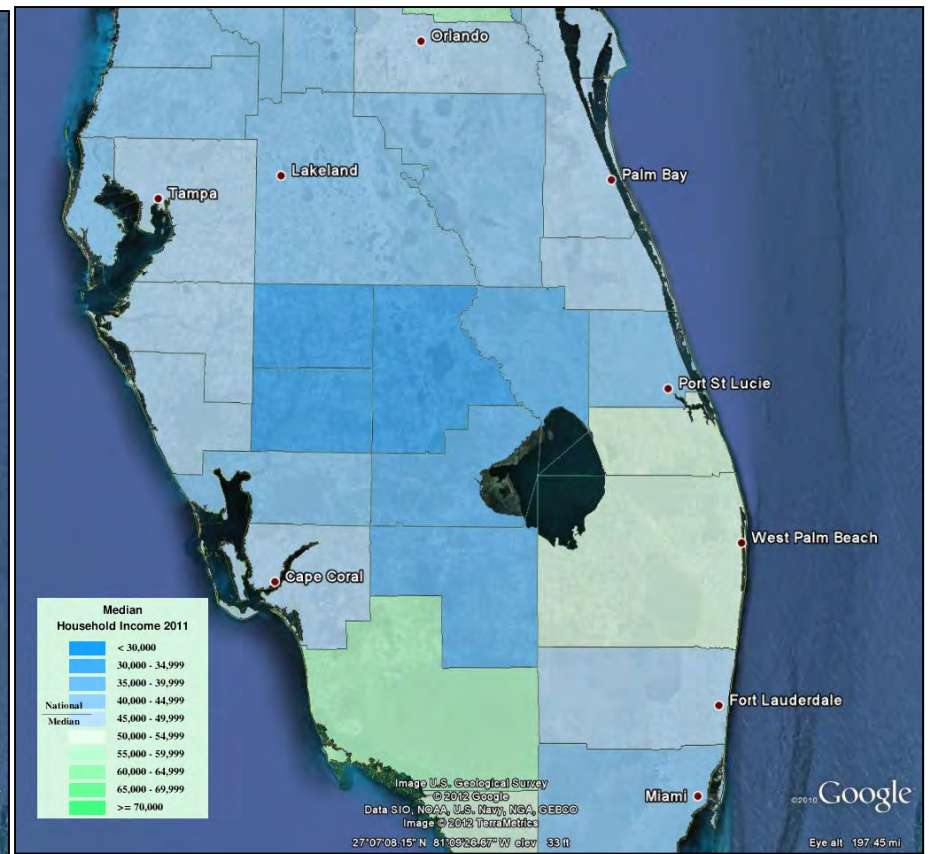 Orlando
Lakeland
Palm Bay
Tampa
Port St Lucie
West Palm Beach
Cape Coral
Median
Household Income 2011
< 30,000
30,000 - 34,999
35,000 - 39,999
National
40,000 - 44,999
Median
45,000 - 49,999
50,000 - 54,999
55,000 - 59,999
60,000 - 64,999
65,000 - 69,999
>= 70,000
Fort Lauderdale
Miami
Image U.S. Geological Survey
© 2012 Google
Data SIO, NOAA, U.S. Navy, NGA, GEBCO
Image © 2012 TerraMetrics
27°07'08.15" N 81°09'26.67" W elev 33 ft
©2010 Google
Eye alt 197.45 mi